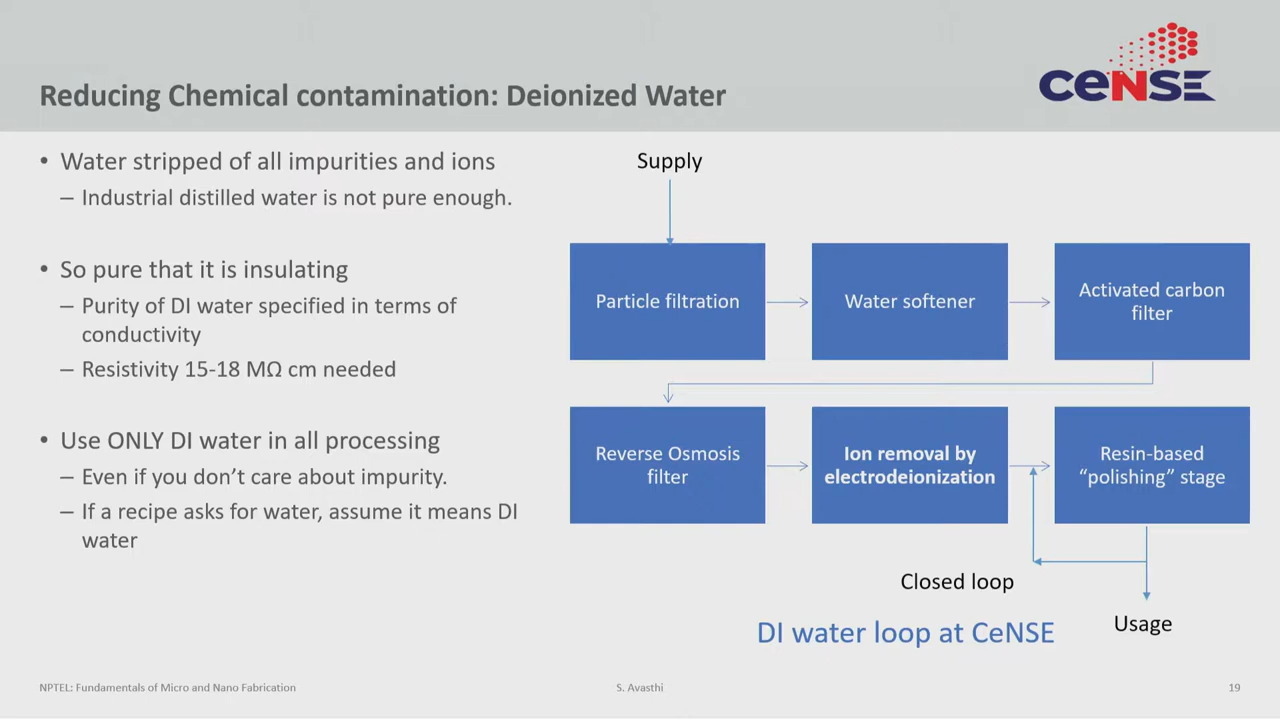 Reducing Chemical contamination: Deionized Water
CeNSE
• Water stripped of all impurities and ions
– Industrial distilled water is not pure enough.
• So pure that it is insulating
– Purity of DI water specified in terms of
conductivity
– Resistivity 15-18 MΩ cm needed
• Use ONLY DI water in all processing
– Even if you don’t care about impurity.
– If a recipe asks for water, assume it means DI
water
Supply
Particle filtration
Water softener
Activated carbon
filter
Reverse Osmosis
filter
Ion removal by
electrodeionization
Resin-based
“polishing” stage
Closed loop
Usage
DI water loop at CeNSE
NPTEL: Fundamentals of Micro and Nano Fabrication
S. Avasthi
19